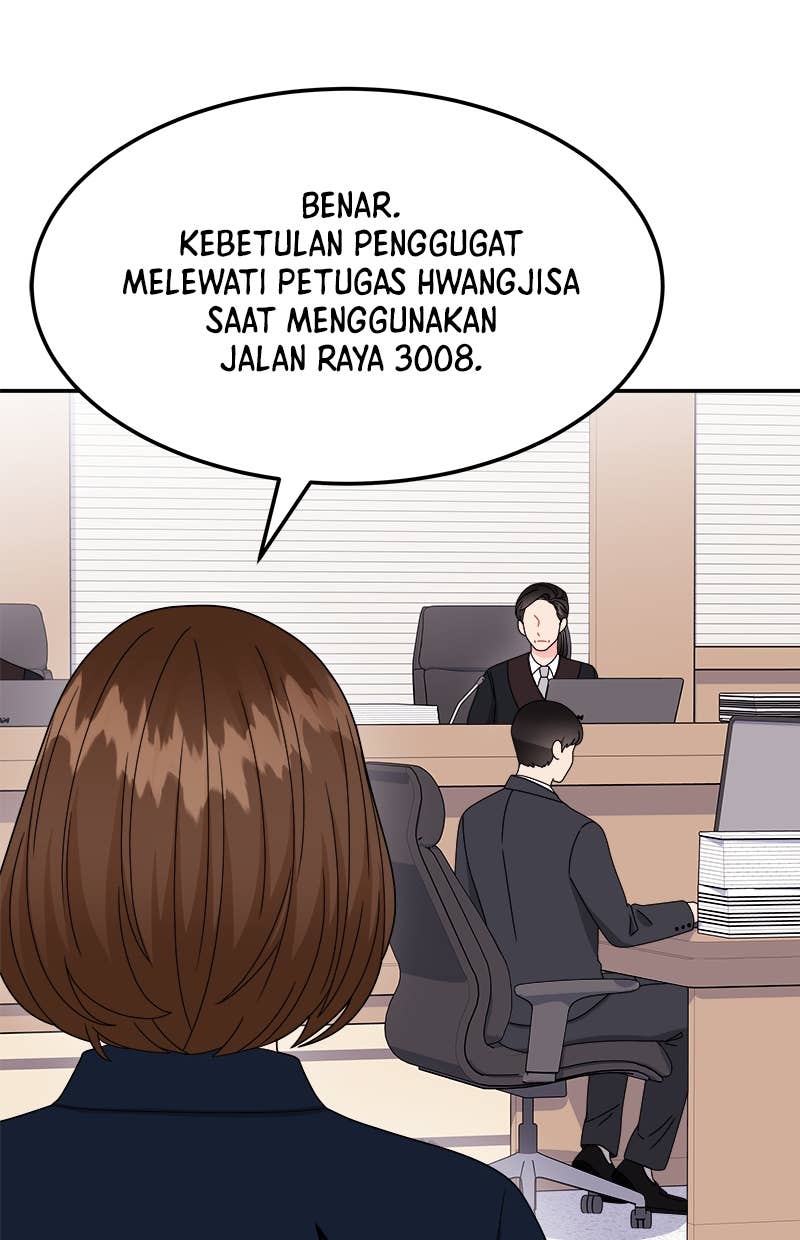 BENAR.
KEBETULAN PENGGUGAT
MELEWATI PETUGAS HWANGJISA
SAAT MENGGUNAKAN
JALAN RAYA 3008.